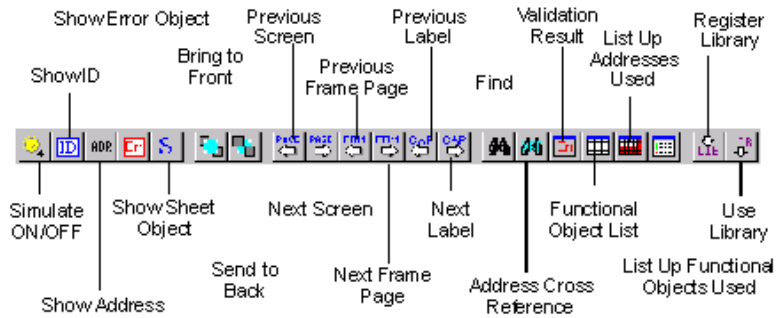 Show Error Object
Previous
Screen
Previous
Label
Validation
Result
Register
Library
Bring to
Front
List Up
Addresses
Used
ShowID
Previous
Frame Page
Find
ID
ADR
Er
S
PAGE
PAGE
CAP
CAP
LIB
Simulate
ON/OFF
Show Sheet
Object
Next Screen
Next
Label
Functional
Object List
Use
Library
Show Address
Send to
Back
Next Frame
Page
Address Cross
Reference
List Up Functional
Objects Used